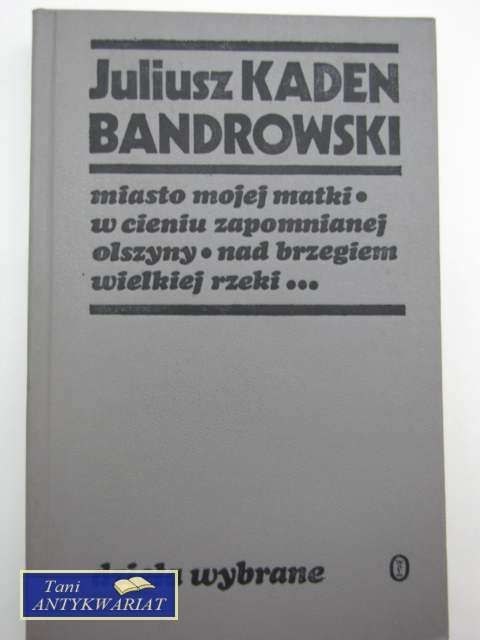 Juliusz KADEN
BANDROWSKI
miasto mojej matki •
w cieniu zapomnianej
olszyny • nad brzegiem
wielkiej rzeki •••
wybrane
Tani
ANTYKWARIAT